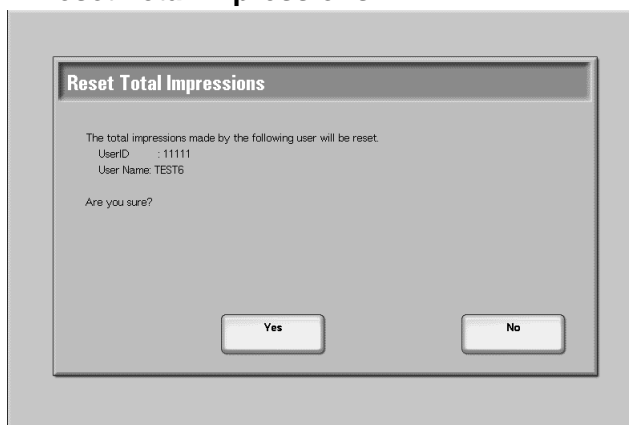 Reset Total Impressions
The total impressions made by the following user will be reset.
UserID : 11111
User Name: TEST6
Are you sure?
Yes No